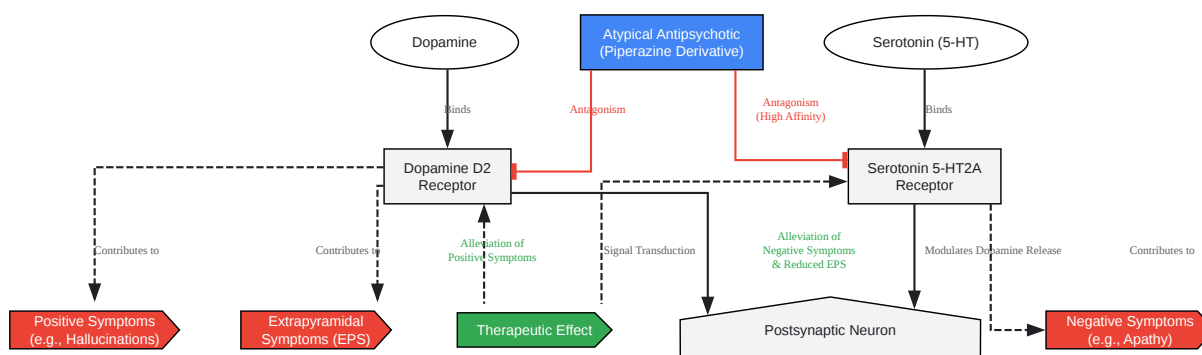 Dopamine
Atypical Antipsychotic
(Piperazine Derivative)
Serotonin (5-HT)
Binds
Antagonism
Antagonism
(High Affinity)
Binds
Dopamine D2
Receptor
Serotonin 5-HT2A
Receptor
Contributes to
Contributes to
Alleviation of
Positive Symptoms
Signal Transduction
Alleviation of
Negative Symptoms
& Reduced EPS
Modulates Dopamine Release
Contributes to
Positive Symptoms
(e.g., Hallucinations)
Extrapyramidal
Symptoms (EPS)
Therapeutic Effect
Postsynaptic Neuron
Negative Symptoms
(e.g., Apathy)